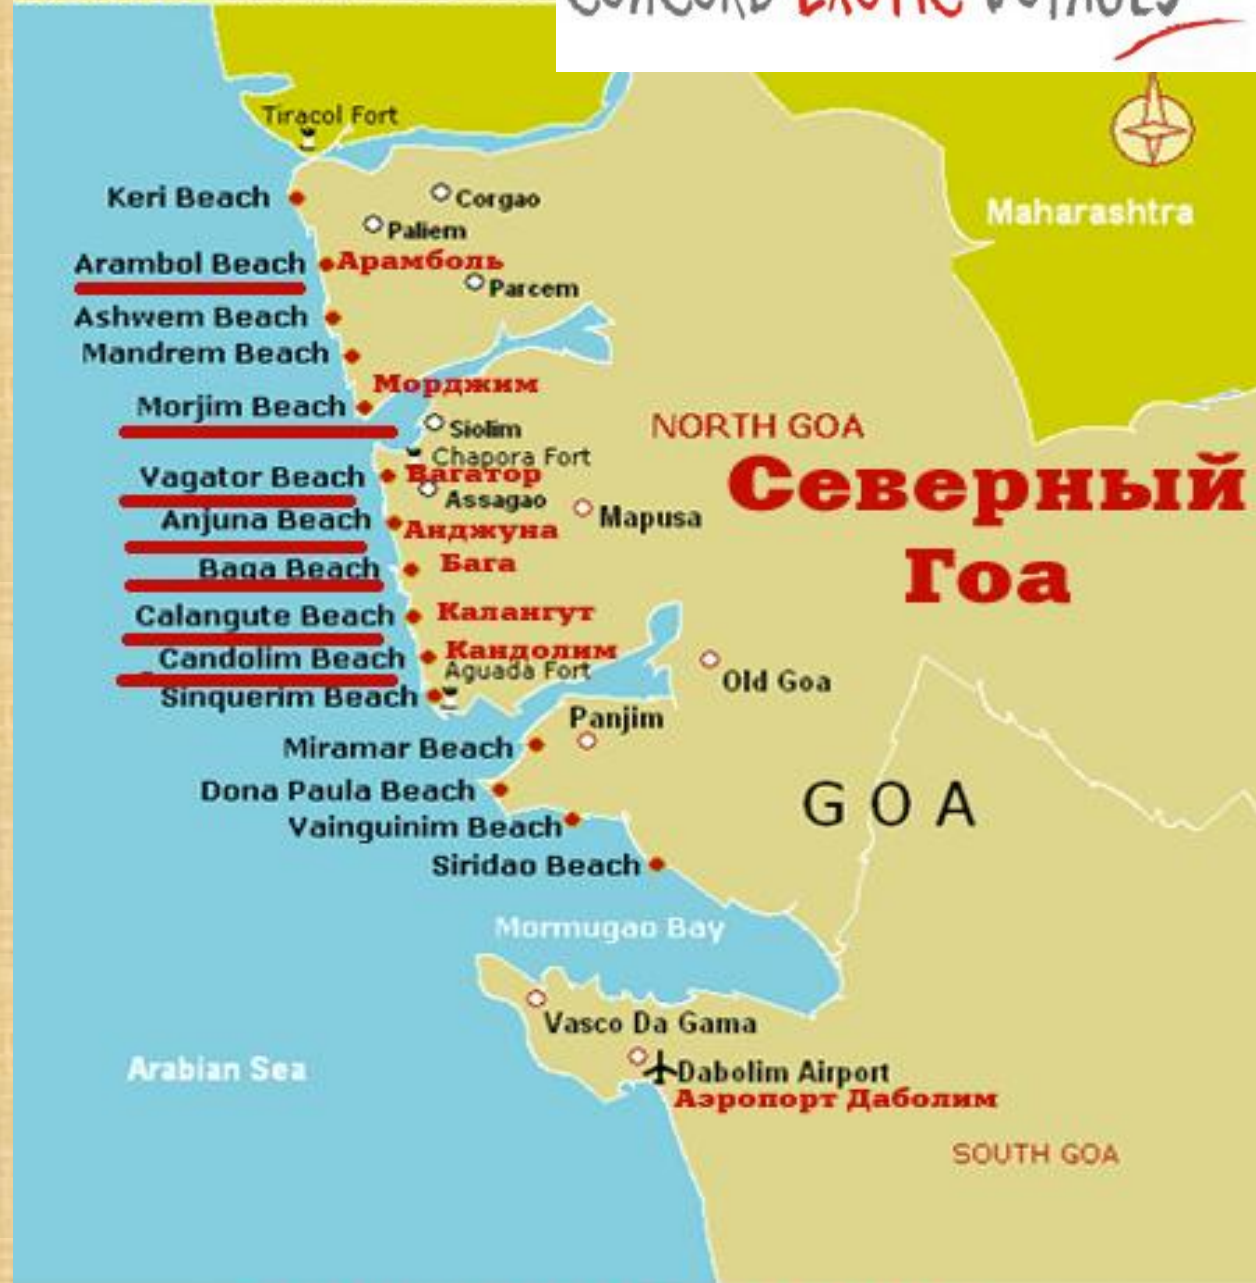 CONCORD EXOTIC VOYAGES
Tiracol Fort
Keri Beach
Corgao
Paliem
Maharashtra
Arambol Beach
Арамболь
Parcem
Ashwem Beach
Mandrem Beach
Морджим
Morjim Beach
Siolim
NORTH GOA
Chapora Fort
Vagator Beach
Вагатор
Северный
Гоа
Assagao
Mapusa
Anjuna Beach
Анджуна
Baga Beach
Бага
Calangute Beach
Калангут
Candolim Beach
Кандолим
Aguada Fort
Old Goa
Sinquerim Beach
Panjim
Miramar Beach
Dona Paula Beach
GOA
Vainguinim Beach
Siridao Beach
Mormugao Bay
Vasco Da Gama
Arabian Sea
Dabolim Airport
Аэропорт Даболим
SOUTH GOA